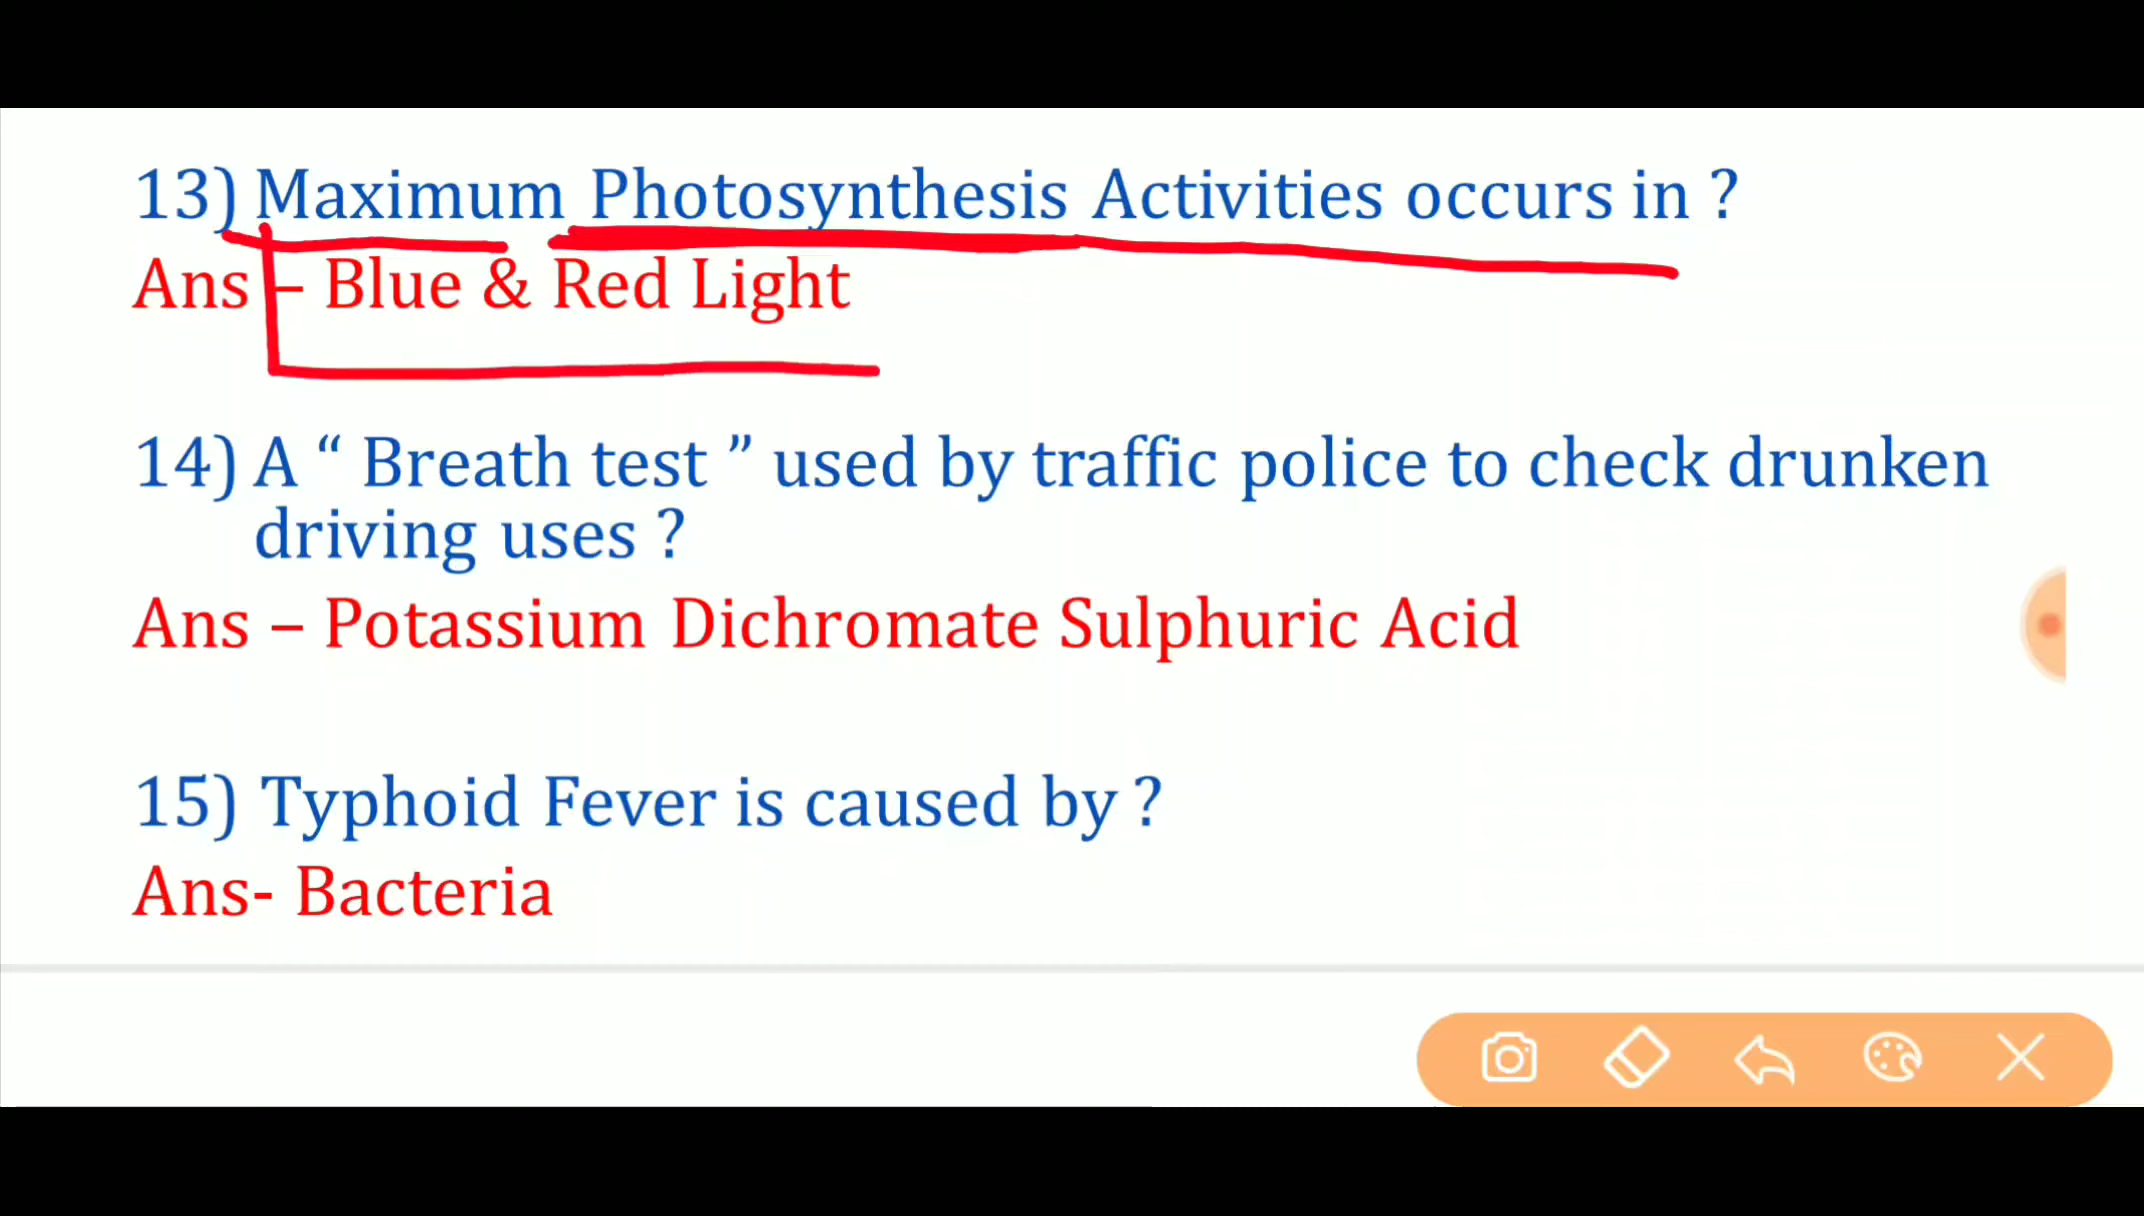 13) Maximum Photosynthesis Activities occurs in ?
Ans – Blue & Red Light
14) A “ Breath test ” used by traffic police to check drunken
driving uses ?
Ans – Potassium Dichromate Sulphuric Acid
15) Typhoid Fever is caused by ?
Ans- Bacteria